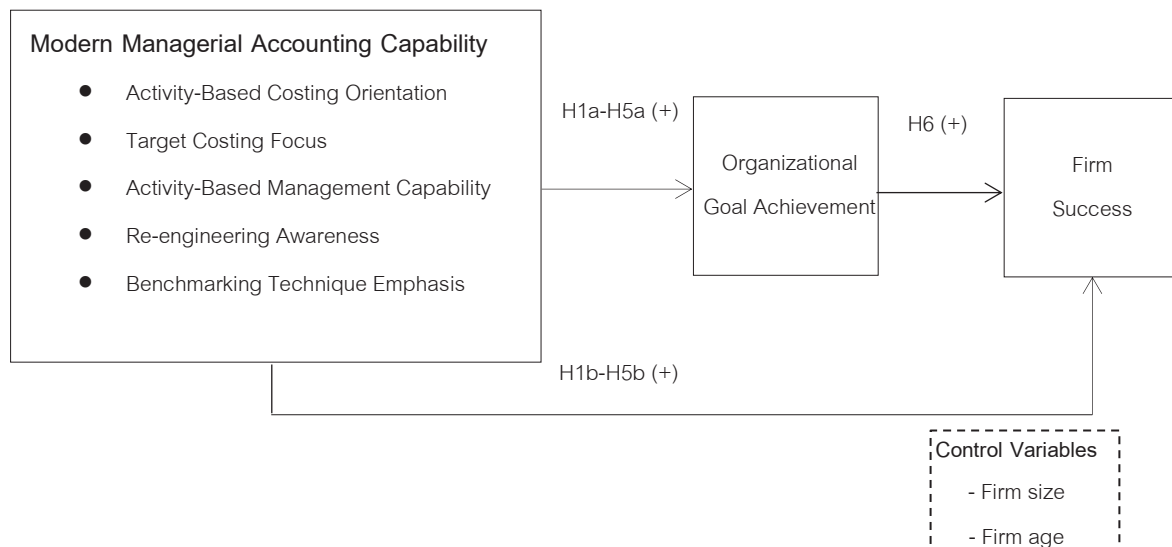 Modern Managerial Accounting Capability
● Activity-Based Costing Orientation
● Target Costing Focus
● Activity-Based Management Capability
● Re-engineering Awareness
● Benchmarking Technique Emphasis
H1a-H5a (+)
Organizational
Goal Achievement
H6 (+)
Firm
Success
H1b-H5b (+)
Control Variables
- Firm size
- Firm age